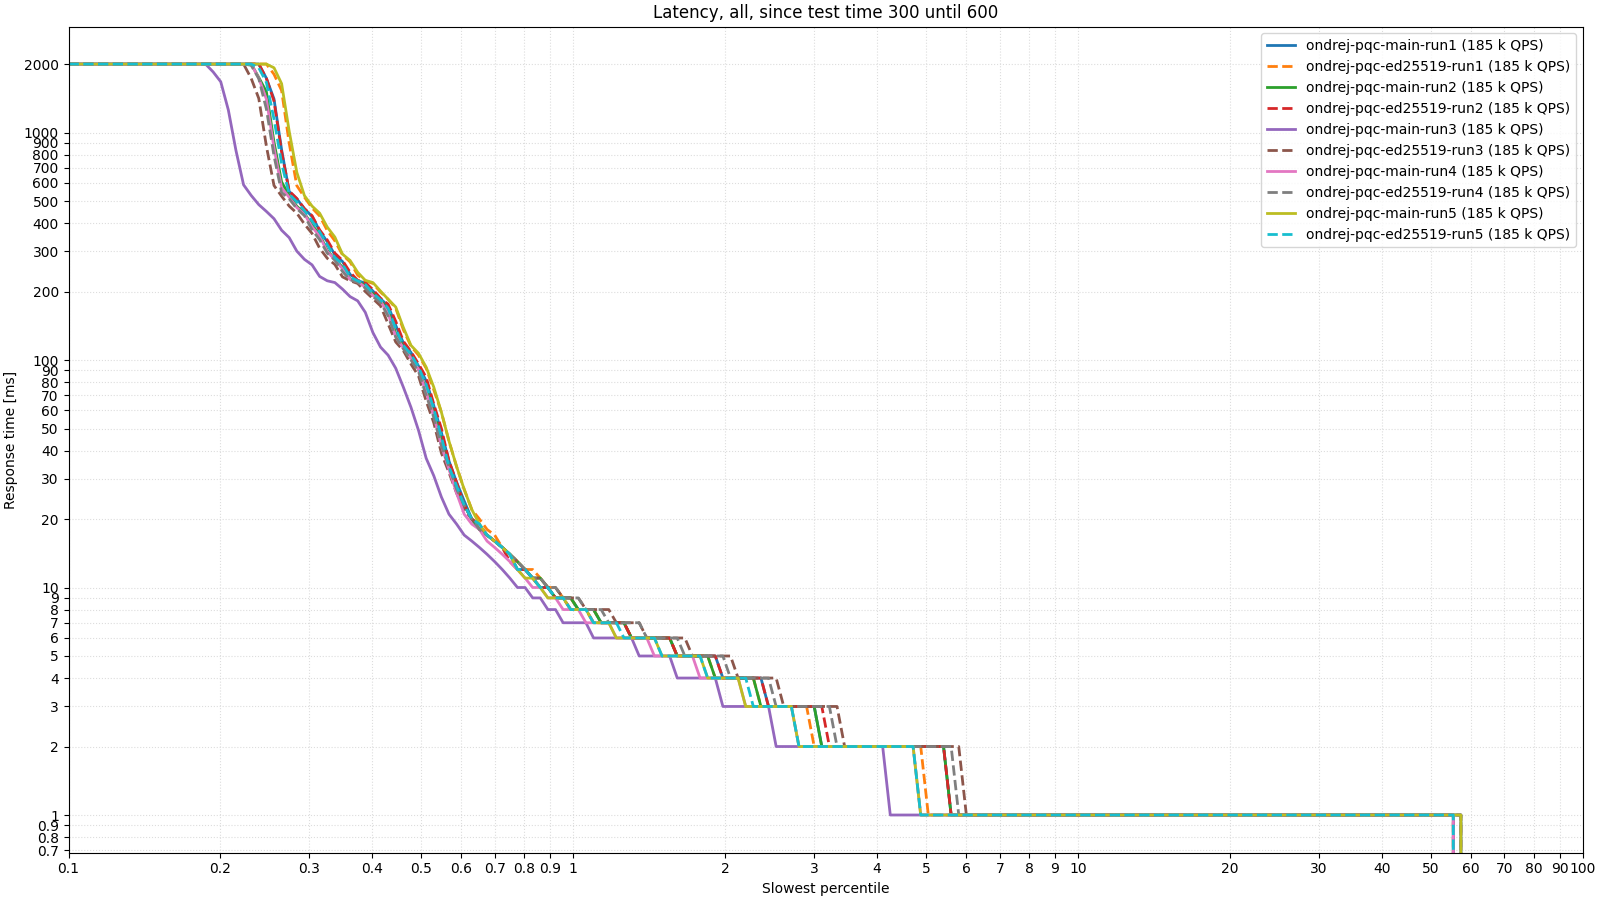 Latency, all, since test time 300 until 600
ondrej-pqc-main-run1 (185 k QPS)
ondrej-pqc-ed25519-run1 (185 k QPS)
ondrej-pqc-main-run2 (185 k QPS)
ondrej-pqc-ed25519-run2 (185 k QPS)
ondrej-pqc-main-run3 (185 k QPS)
ondrej-pqc-ed25519-run3 (185 k QPS)
ondrej-pqc-main-run4 (185 k QPS)
ondrej-pqc-ed25519-run4 (185 k QPS)
ondrej-pqc-main-run5 (185 k QPS)
ondrej-pqc-ed25519-run5 (185 k QPS)
Response time [ms]
2000
1000
900
800
700
600
500
400
300
200
100
90
80
70
60
50
40
30
20
10
9
8
7
6
5
4
3
2
1
0.9
0.8
0.7
0.1 0.2 0.3 0.4 0.5 0.6 0.7 0.8 0.9 1 2 3 4 5 6 7 8 9 10 20 30 40 50 60 70 80 90 100
Slowest percentile